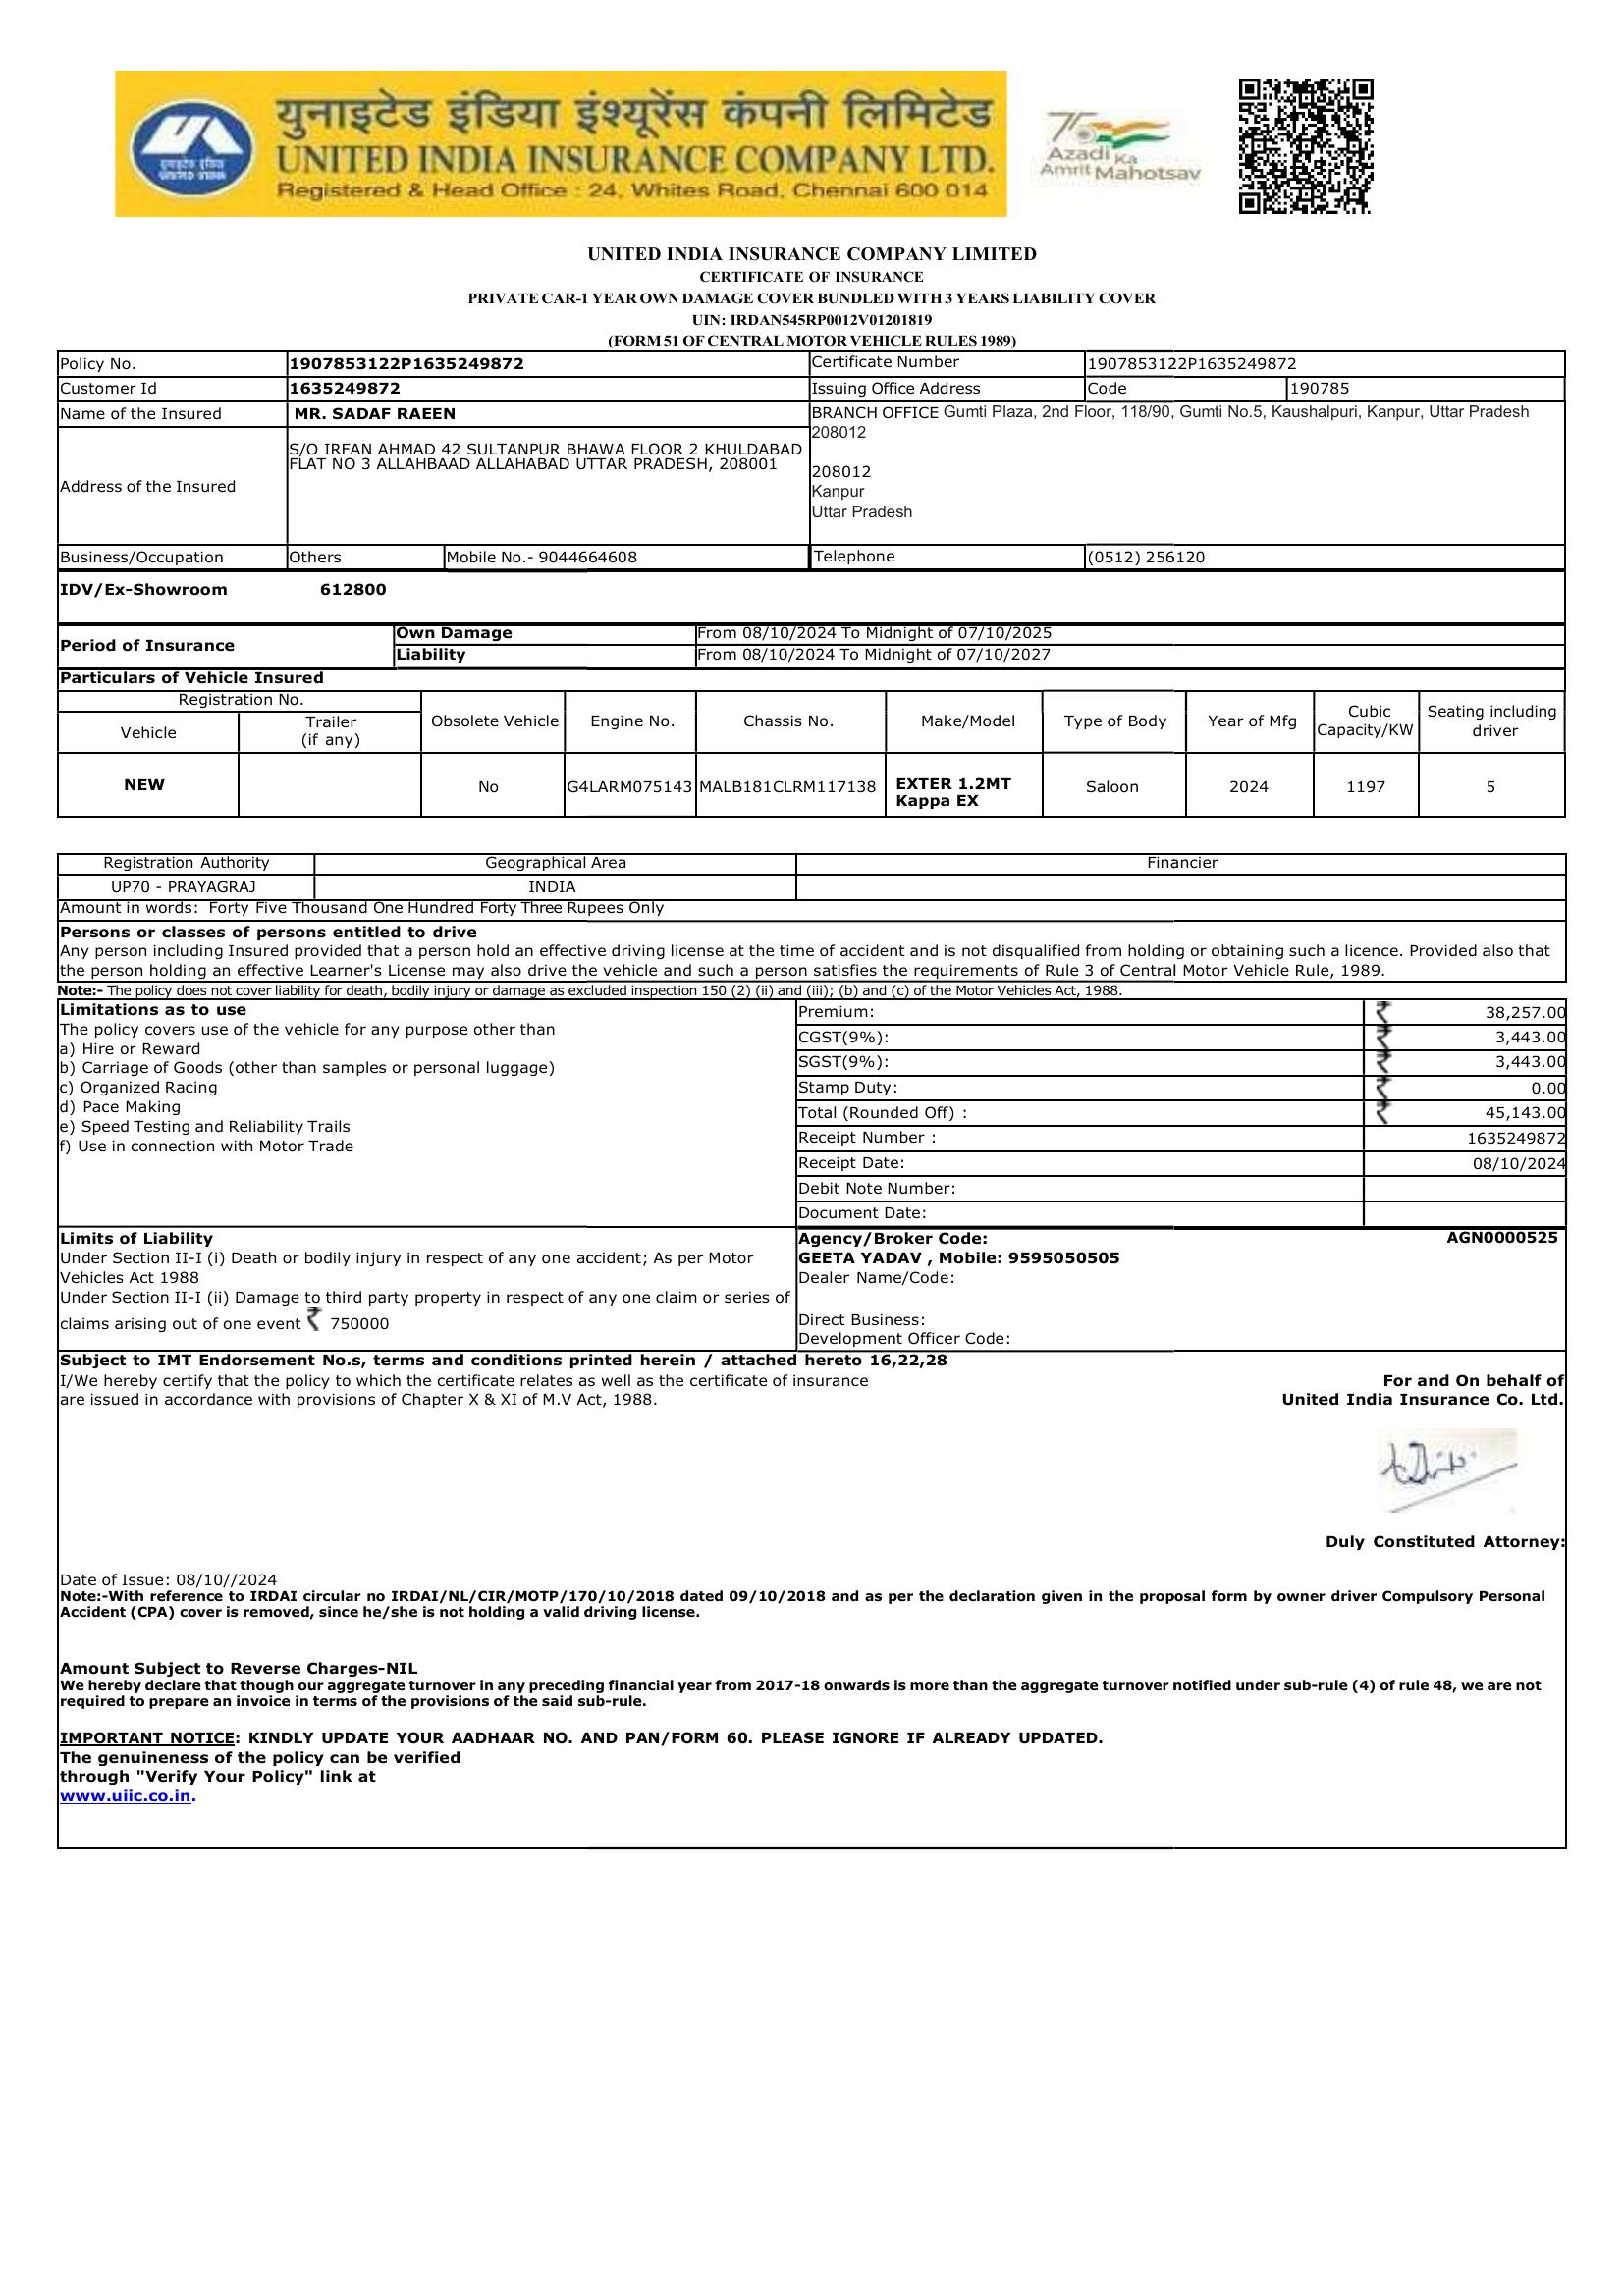 युनाइटेड इंडिया इंश्यूरेंस कंपनी लिमिटेड
UNITED INDIA INSURANCE COMPANY LTD.
Registered & Head Office : 24, Whites Road, Chennai 600 014
युनाइटेड इंडिया
UNITED INDIA
75
Azadi Ka
Amrit Mahotsav
UNITED INDIA INSURANCE COMPANY LIMITED
CERTIFICATE OF INSURANCE
PRIVATE CAR-1 YEAR OWN DAMAGE COVER BUNDLED WITH 3 YEARS LIABILITY COVER
UIN: IRDAN545RP0012V01201819
(FORM 51 OF CENTRAL MOTOR VEHICLE RULES 1989)
Policy No. 1907853122P1635249872 Certificate Number 1907853122P1635249872
Customer Id 1635249872 Issuing Office Address Code 190785
Name of the Insured MR. SADAF RAEEN
BRANCH OFFICE Gumti Plaza, 2nd Floor, 118/90, Gumti No.5, Kaushalpuri, Kanpur, Uttar Pradesh
208012
208012
Kanpur
Uttar Pradesh
Address of the Insured
S/O IRFAN AHMAD 42 SULTANPUR BHAWA FLOOR 2 KHULDABAD
FLAT NO 3 ALLAHBAAD ALLAHABAD UTTAR PRADESH, 208001
Business/Occupation Others Mobile No.- 9044664608 Telephone (0512) 256120
IDV/Ex-Showroom 612800
Period of Insurance
Own Damage From 08/10/2024 To Midnight of 07/10/2025
Liability From 08/10/2024 To Midnight of 07/10/2027
Particulars of Vehicle Insured
Registration No.
Vehicle
Trailer
(if any)
Obsolete Vehicle
Engine No.
Chassis No.
Make/Model
Type of Body
Year of Mfg
Cubic
Capacity/KW
Seating including
driver
NEW
No
G4LARM075143
MALB181CLRM117138
EXTER 1.2MT
Kappa EX
Saloon
2024
1197
5
Registration Authority Geographical Area Financier
UP70 - PRAYAGRAJ INDIA
Amount in words: Forty Five Thousand One Hundred Forty Three Rupees Only
Persons or classes of persons entitled to drive
Any person including Insured provided that a person hold an effective driving license at the time of accident and is not disqualified from holding or obtaining such a licence. Provided also that
the person holding an effective Learner's License may also drive the vehicle and such a person satisfies the requirements of Rule 3 of Central Motor Vehicle Rule, 1989.
Note:- The policy does not cover liability for death, bodily injury or damage as excluded inspection 150 (2) (ii) and (iii); (b) and (c) of the Motor Vehicles Act, 1988.
Limitations as to use
The policy covers use of the vehicle for any purpose other than
a) Hire or Reward
b) Carriage of Goods (other than samples or personal luggage)
c) Organized Racing
d) Pace Making
e) Speed Testing and Reliability Trails
f) Use in connection with Motor Trade
Premium: ₹ 38,257.00
CGST(9%): ₹ 3,443.00
SGST(9%): ₹ 3,443.00
Stamp Duty: ₹ 0.00
Total (Rounded Off) : ₹ 45,143.00
Receipt Number : 1635249872
Receipt Date: 08/10/2024
Debit Note Number:
Document Date:
Limits of Liability
Under Section II-I (i) Death or bodily injury in respect of any one accident; As per Motor
Vehicles Act 1988
Under Section II-I (ii) Damage to third party property in respect of any one claim or series of
claims arising out of one event ₹ 750000
Agency/Broker Code: AGN0000525
GEETA YADAV , Mobile: 9595050505
Dealer Name/Code:
Direct Business:
Development Officer Code:
Subject to IMT Endorsement No.s, terms and conditions printed herein / attached hereto 16,22,28
I/We hereby certify that the policy to which the certificate relates as well as the certificate of insurance
are issued in accordance with provisions of Chapter X & XI of M.V Act, 1988.
For and On behalf of
United India Insurance Co. Ltd.
Duly Constituted Attorney:
Date of Issue: 08/10//2024
Note:-With reference to IRDAI circular no IRDAI/NL/CIR/MOTP/170/10/2018 dated 09/10/2018 and as per the declaration given in the proposal form by owner driver Compulsory Personal
Accident (CPA) cover is removed, since he/she is not holding a valid driving license.
Amount Subject to Reverse Charges-NIL
We hereby declare that though our aggregate turnover in any preceding financial year from 2017-18 onwards is more than the aggregate turnover notified under sub-rule (4) of rule 48, we are not
required to prepare an invoice in terms of the provisions of the said sub-rule.
IMPORTANT NOTICE: KINDLY UPDATE YOUR AADHAAR NO. AND PAN/FORM 60. PLEASE IGNORE IF ALREADY UPDATED.
The genuineness of the policy can be verified
through "Verify Your Policy" link at
www.uiic.co.in.